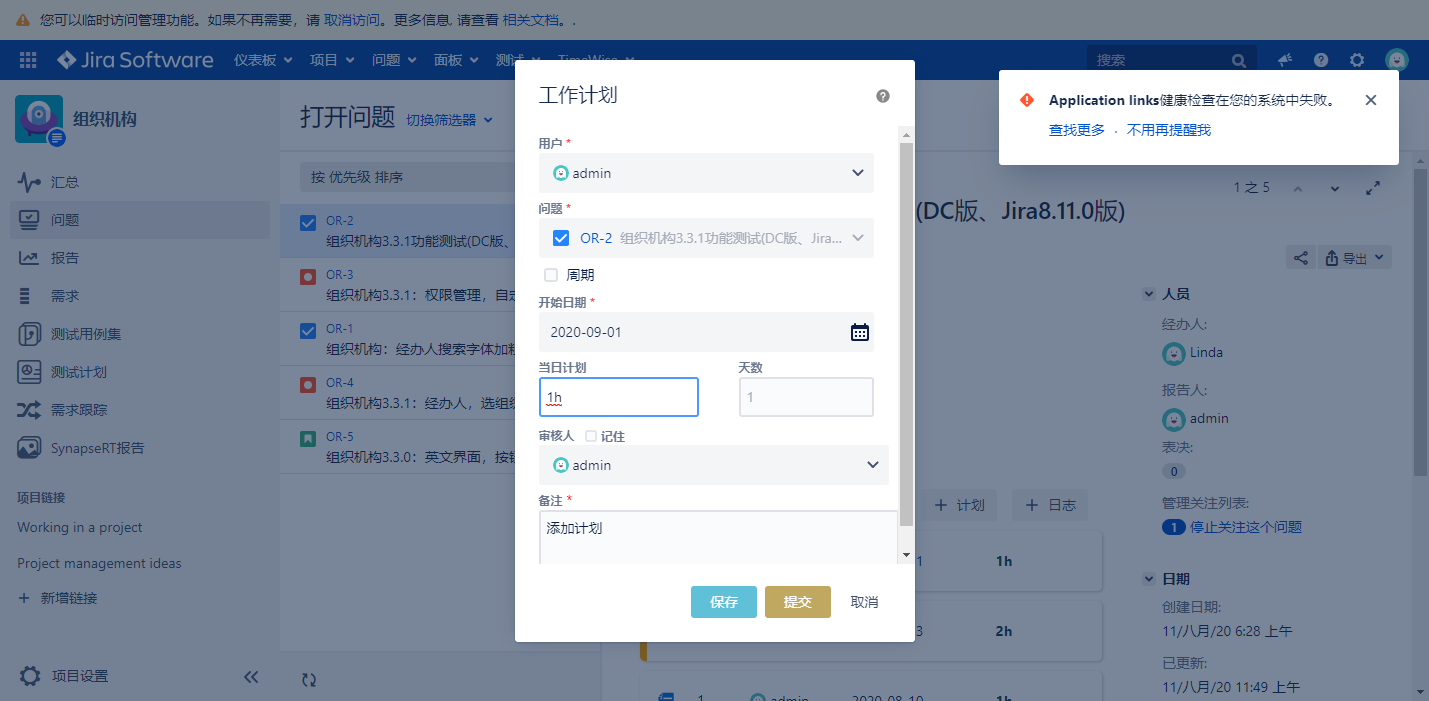 您可以临时访问管理功能。如果不再需要，请 取消访问。更多信息, 请查看 相关文档。.
Jira Software 仪表板 项目 问题 面板 测试 TimeWise 搜索
组织机构
汇总
问题
报告
需求
测试用例集
测试计划
需求跟踪
SynapseRT报告
项目链接
Working in a project
Project management ideas
新增链接
项目设置
打开问题 切换筛选器
按 优先级 排序
OR-2
组织机构3.3.1功能测试(DC版、
OR-3
组织机构3.3.1：权限管理，自定
OR-1
组织机构：经办人搜索字体加粗
OR-4
组织机构3.3.1：经办人，选组织
OR-5
组织机构3.3.0：英文界面，按钮
工作计划
用户 *
admin
问题 *
OR-2 组织机构3.3.1功能测试(DC版、Jira...
周期
开始日期 *
2020-09-01
当日计划 天数
1h 1
审核人 记住
admin
备注 *
添加计划
保存 提交 取消
Application links健康检查在您的系统中失败。
查找更多 · 不用再提醒我
1 之 5
(DC版、Jira8.11.0版)
导出
人员
经办人:
Linda
报告人:
admin
表决:
0
管理关注列表:
1 停止关注这个问题
日期
创建日期:
11/八月/20 6:28 上午
已更新:
11/八月/20 11:49 上午
+ 计划 + 日志
1 1h
3 2h
1 admin 2020-08-10 1h